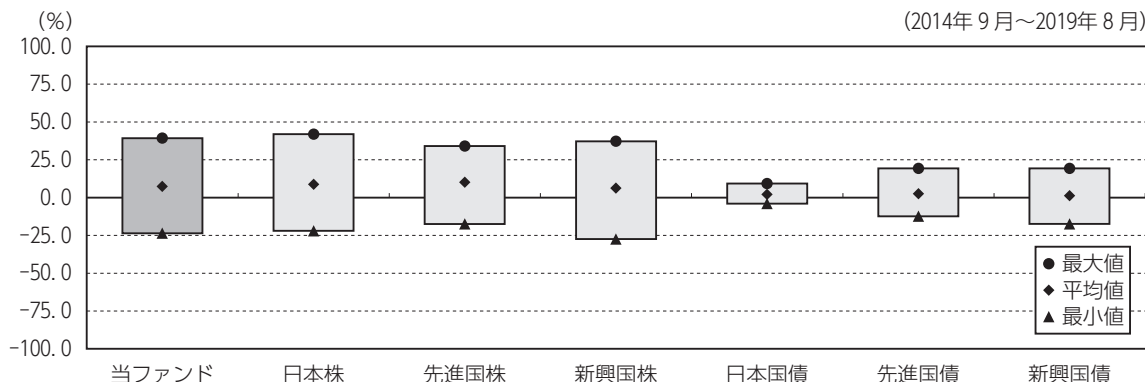 (%)
(2014年9月～2019年8月)
100.0
75.0
50.0
25.0
0.0
-25.0
-50.0
-75.0
-100.0
● 最大値
◆ 平均値
▲ 最小値
当ファンド 日本株 先進国株 新興国株 日本国債 先進国債 新興国債